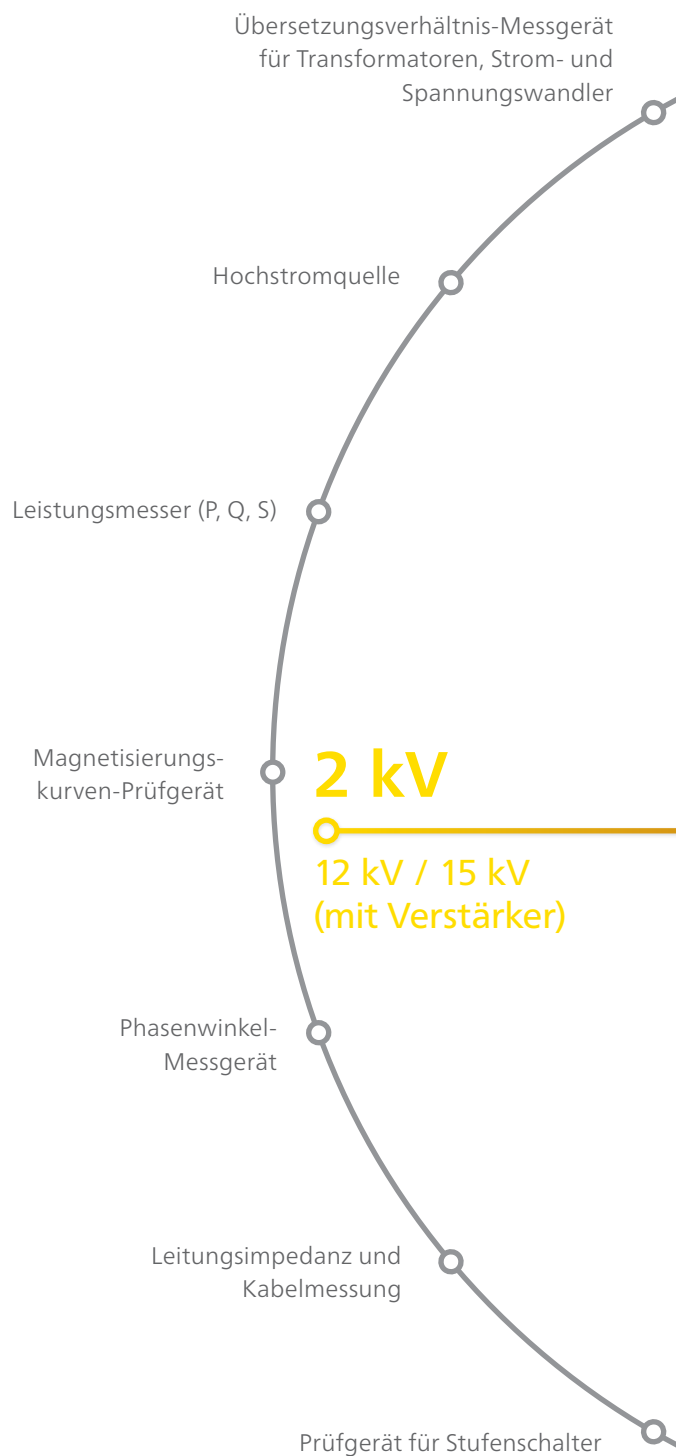 Übersetzungsverhältnis-Messgerät
für Transformatoren, Strom- und
Spannungswandler
Hochstromquelle
Leistungsmesser (P, Q, S)
Magnetisierungs-
kurven-Prüfgerät
2 kV
12 kV / 15 kV
(mit Verstärker)
Phasenwinkel-
Messgerät
Leitungsimpedanz und
Kabelmessung
Prüfgerät für Stufenschalter